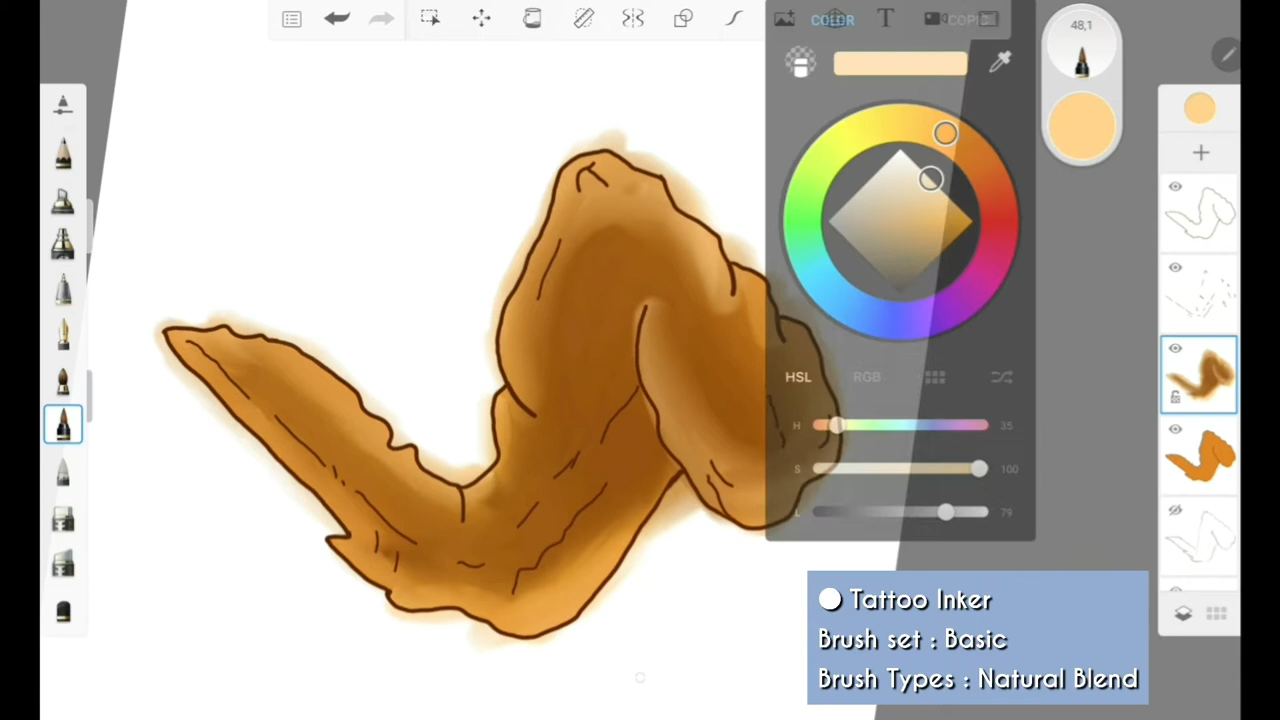 COLOR
COPIC
T
48,1
HSL
RGB
H
35
S
100
L
79
Tattoo Inker
Brush set : Basic
Brush Types : Natural Blend